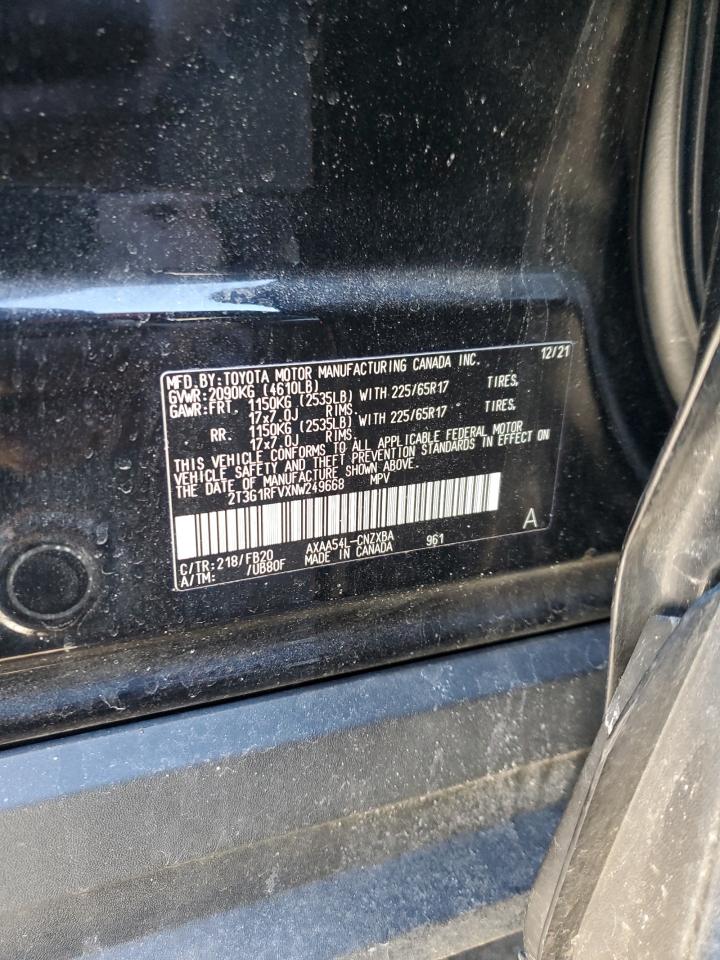 MFD. BY: TOYOTA MOTOR MANUFACTURING CANADA INC. 12/21
GVWR: 2090KG (4610LB)
GAWR: FRT. 1150KG (2535LB) WITH 225/65R17 TIRES,
17x7.0J RIMS.
RR. 1150KG (2535LB) WITH 225/65R17 TIRES,
17x7.0J RIMS.
THIS VEHICLE CONFORMS TO ALL APPLICABLE FEDERAL MOTOR
VEHICLE SAFETY AND THEFT PREVENTION STANDARDS IN EFFECT ON
THE DATE OF MANUFACTURE SHOWN ABOVE.
2T3G1RFVXNW249668 MPV
A
C/TR: 218/FB20 AXAA54L-CNZXBA 961
A/TM: /UB80F MADE IN CANADA